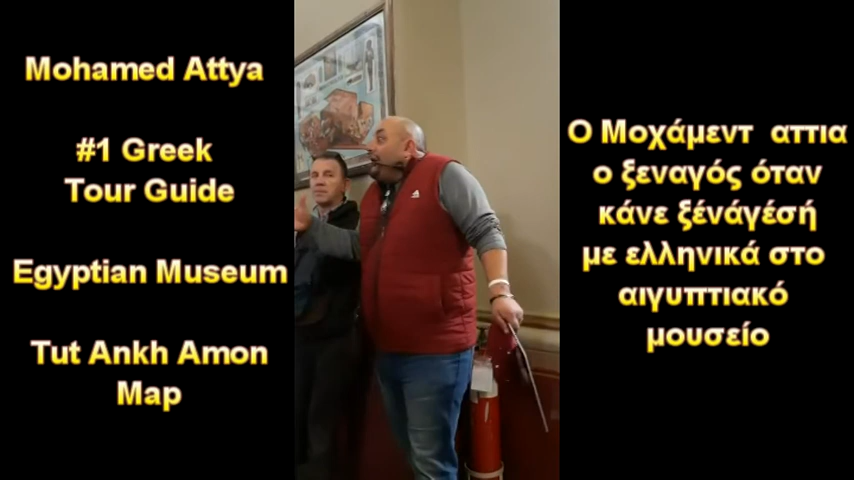 Mohamed Attya
#1 Greek
Tour Guide
Egyptian Museum
Tut Ankh Amon
Map
Ο Μοχάμεντ αττια
ο ξεναγός όταν
κάνε ξένάγέσή
με ελληνικά στο
αιγυπτιακό
μουσείο